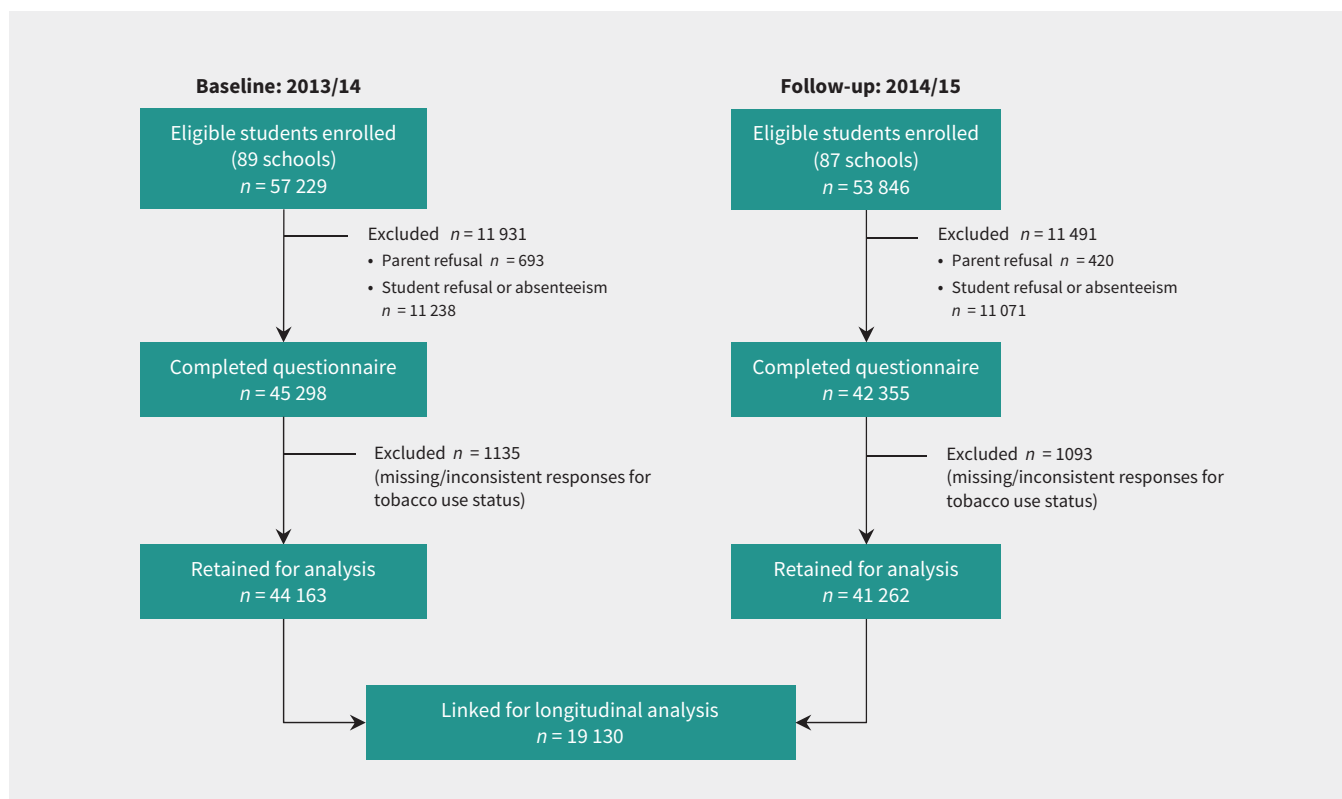 Baseline: 2013/14
Eligible students enrolled
(89 schools)
n = 57 229
Excluded n = 11 931
• Parent refusal n = 693
• Student refusal or absenteeism
n = 11 238
Completed questionnaire
n = 45 298
Excluded n = 1135
(missing/inconsistent responses for
tobacco use status)
Retained for analysis
n = 44 163
Follow-up: 2014/15
Eligible students enrolled
(87 schools)
n = 53 846
Excluded n = 11 491
• Parent refusal n = 420
• Student refusal or absenteeism
n = 11 071
Completed questionnaire
n = 42 355
Excluded n = 1093
(missing/inconsistent responses for
tobacco use status)
Retained for analysis
n = 41 262
Linked for longitudinal analysis
n = 19 130